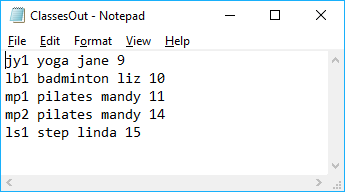 ClassesOut - Notepad
File Edit Format View Help
jy1 yoga jane 9
lb1 badminton liz 10
mp1 pilates mandy 11
mp2 pilates mandy 14
ls1 step linda 15